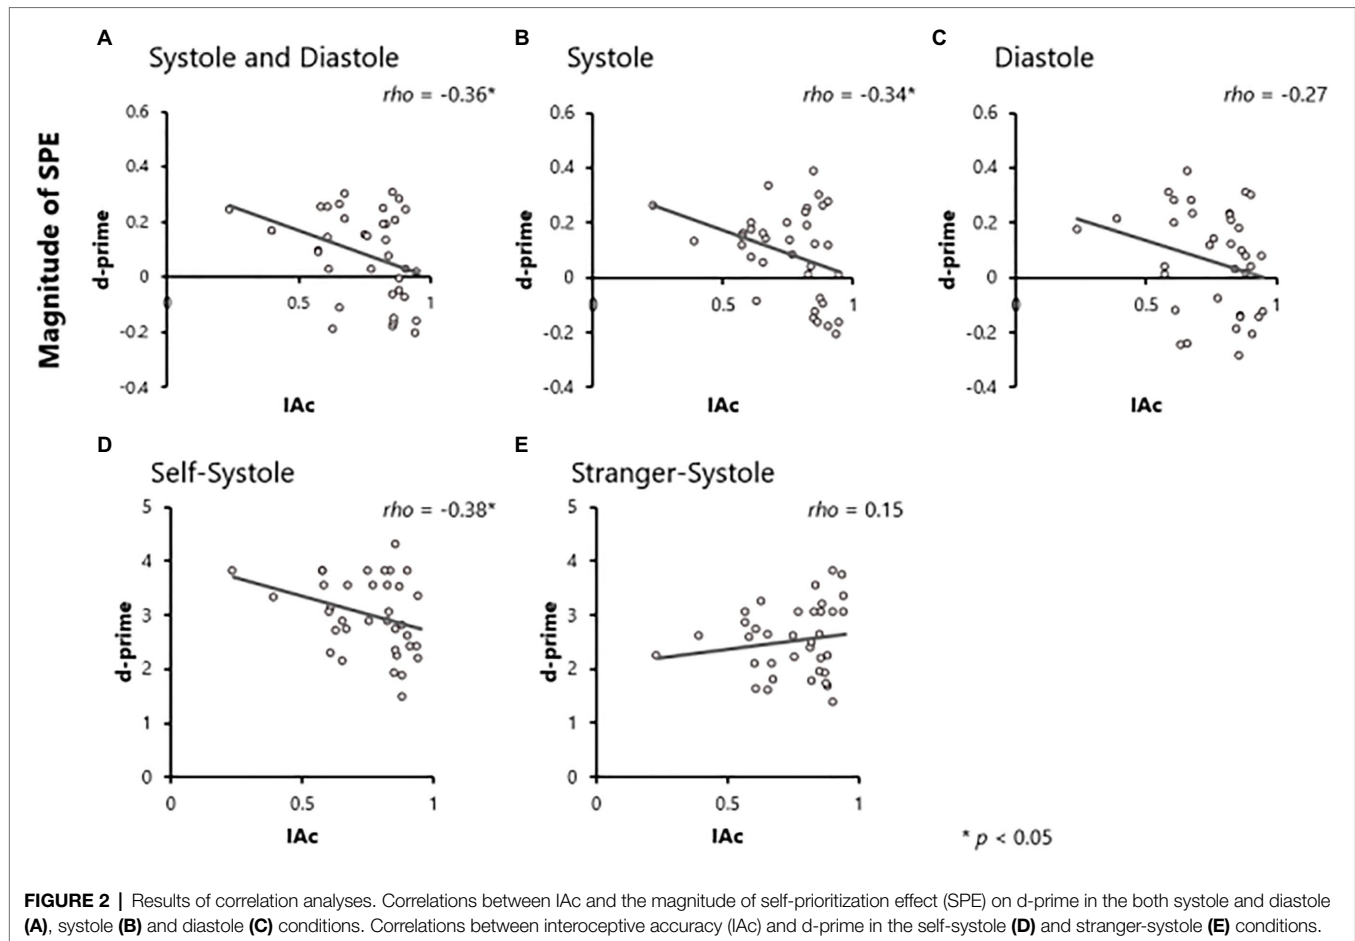 A
Systole and Diastole
rho = -0.36*
Magnitude of SPE
d-prime
0.6
0.4
0.2
0
-0.2
-0.4
0
0.5
1
IAc
B
Systole
rho = -0.34*
d-prime
0.6
0.4
0.2
0
-0.2
-0.4
0
0.5
1
IAc
C
Diastole
rho = -0.27
d-prime
0.6
0.4
0.2
0
-0.2
-0.4
0
0.5
1
IAc
D
Self-Systole
rho = -0.38*
d-prime
5
4
3
2
1
0
0
0.5
1
IAc
E
Stranger-Systole
rho = 0.15
d-prime
5
4
3
2
1
0
0
0.5
1
IAc
* p < 0.05
FIGURE 2 | Results of correlation analyses. Correlations between IAc and the magnitude of self-prioritization effect (SPE) on d-prime in the both systole and diastole
(A), systole (B) and diastole (C) conditions. Correlations between interoceptive accuracy (IAc) and d-prime in the self-systole (D) and stranger-systole (E) conditions.